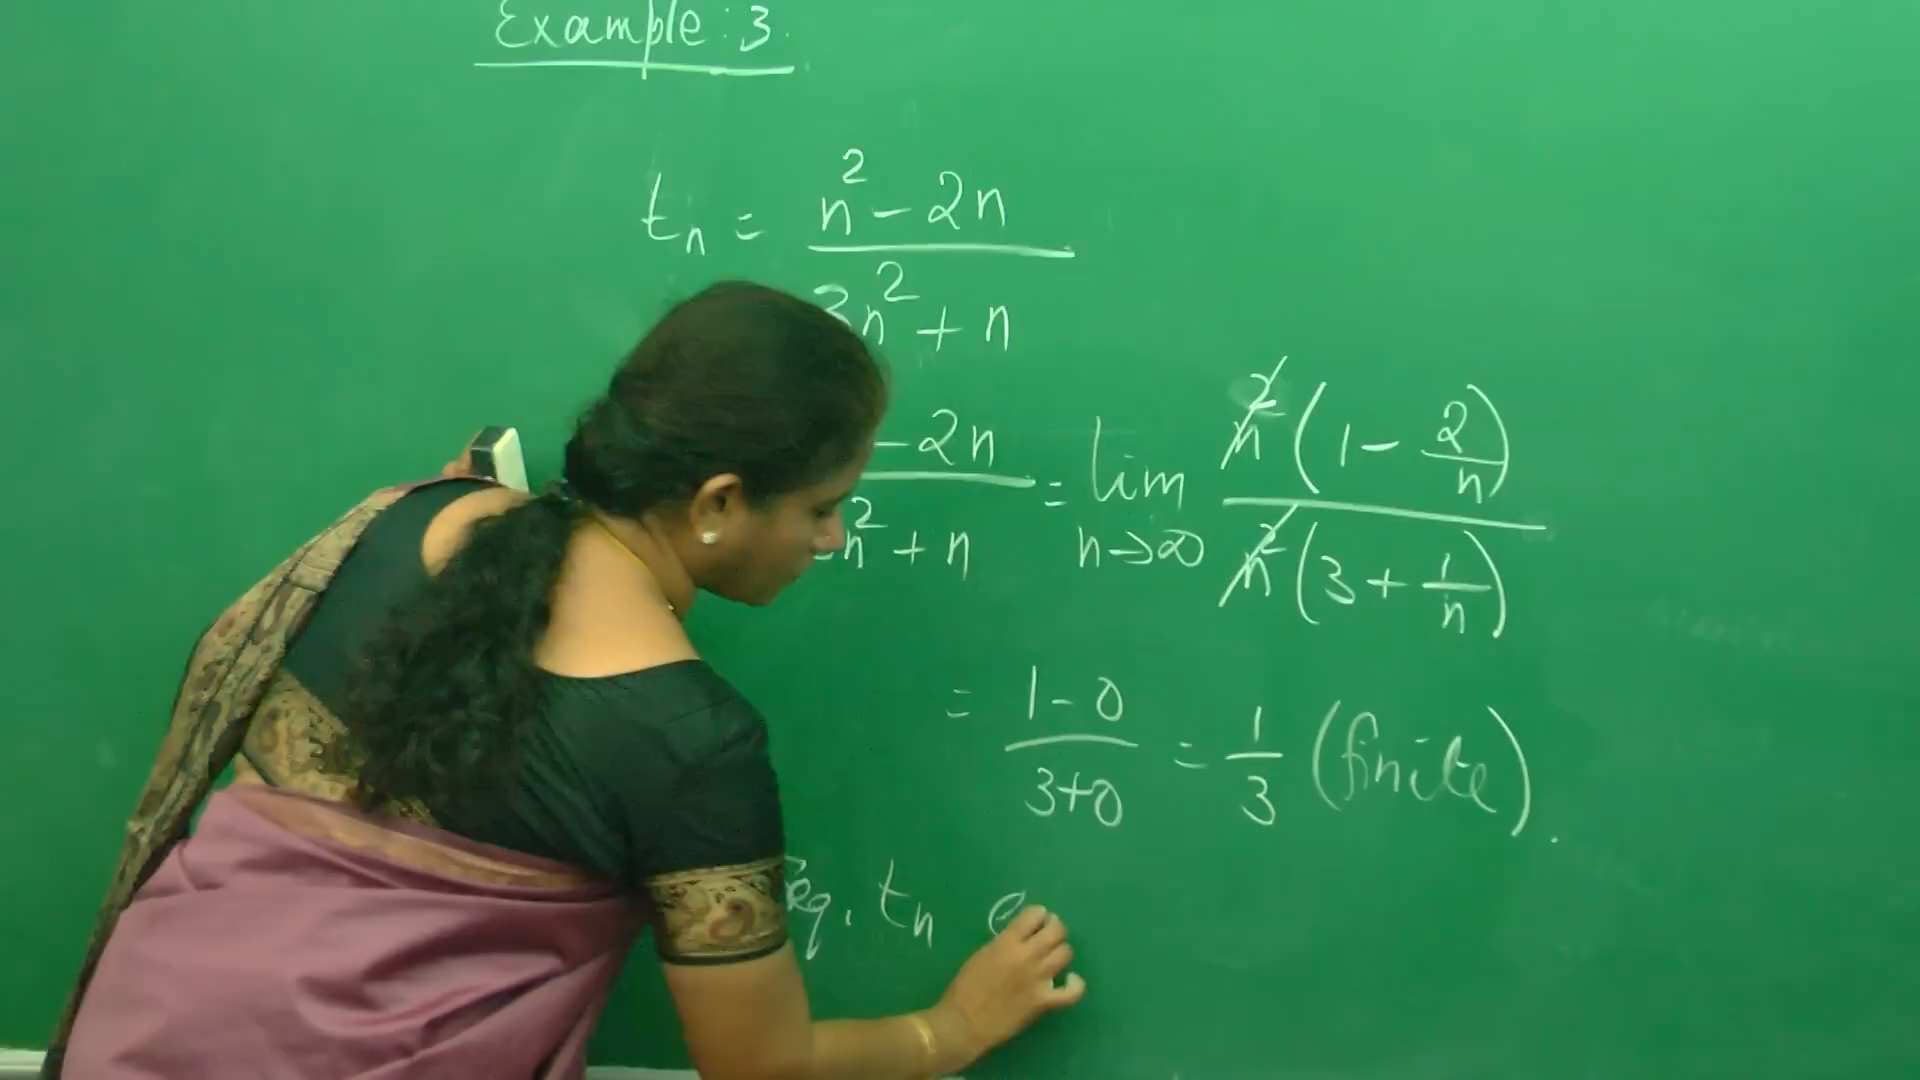 Example: 3.
tₙ = (n² - 2n) / (3n² + n)
- 2n / n² + n = lim n→∞ n²(1 - 2/n) / n²(3 + 1/n)
= (1 - 0) / (3+0) = 1/3 (finite).
seq. tₙ